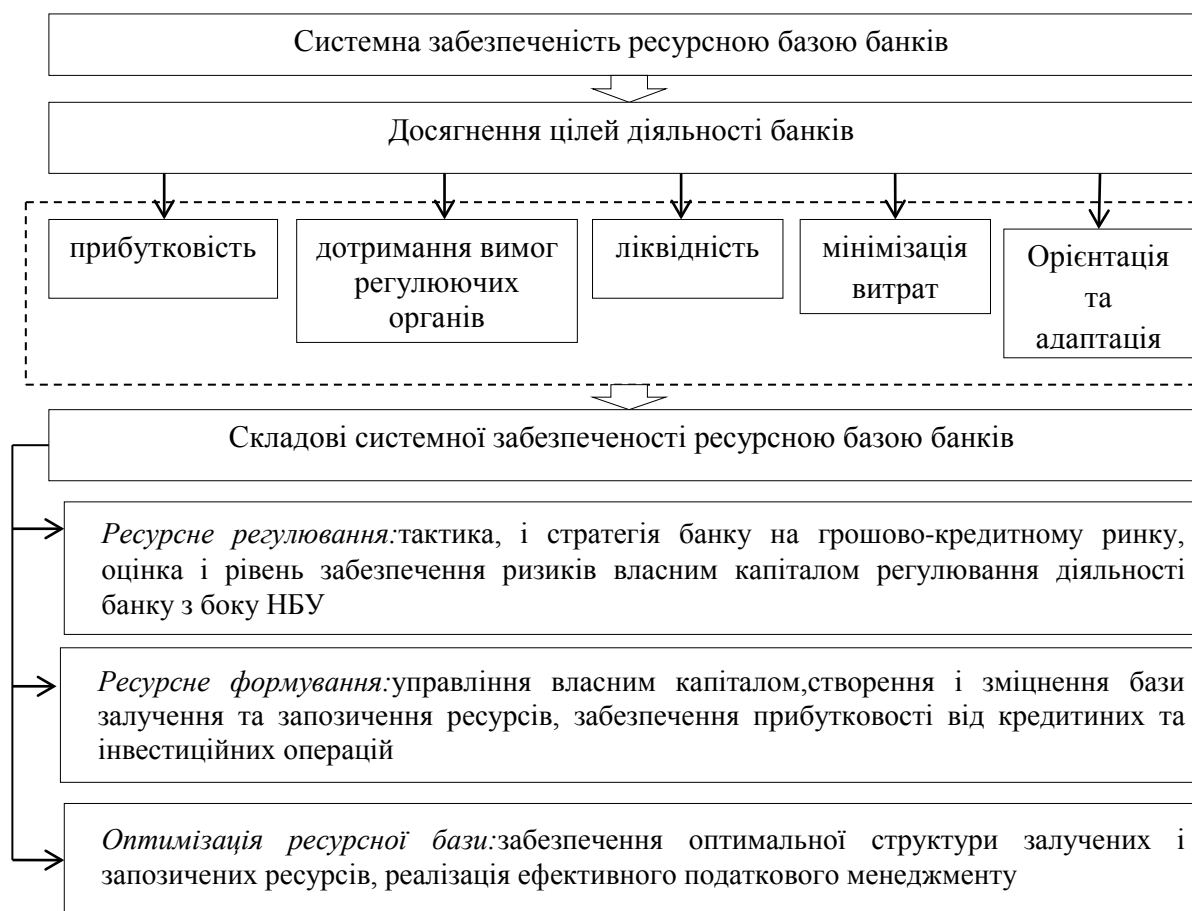 Системна забезпеченість ресурсною базою банків
Досягнення цілей діяльності банків
прибутковість
дотримання вимог
регулюючих
органів
ліквідність
мінімізація
витрат
Орієнтація
та
адаптація
Складові системної забезпеченості ресурсною базою банків
Ресурсне регулювання:тактика, і стратегія банку на грошово-кредитному ринку,
оцінка і рівень забезпечення ризиків власним капіталом регулювання діяльності
банку з боку НБУ
Ресурсне формування:управління власним капіталом,створення і зміцнення бази
залучення та запозичення ресурсів, забезпечення прибутковості від кредитиних та
інвестиційних операцій
Оптимізація ресурсної бази:забезпечення оптимальної структури залучених і
запозичених ресурсів, реалізація ефективного податкового менеджменту